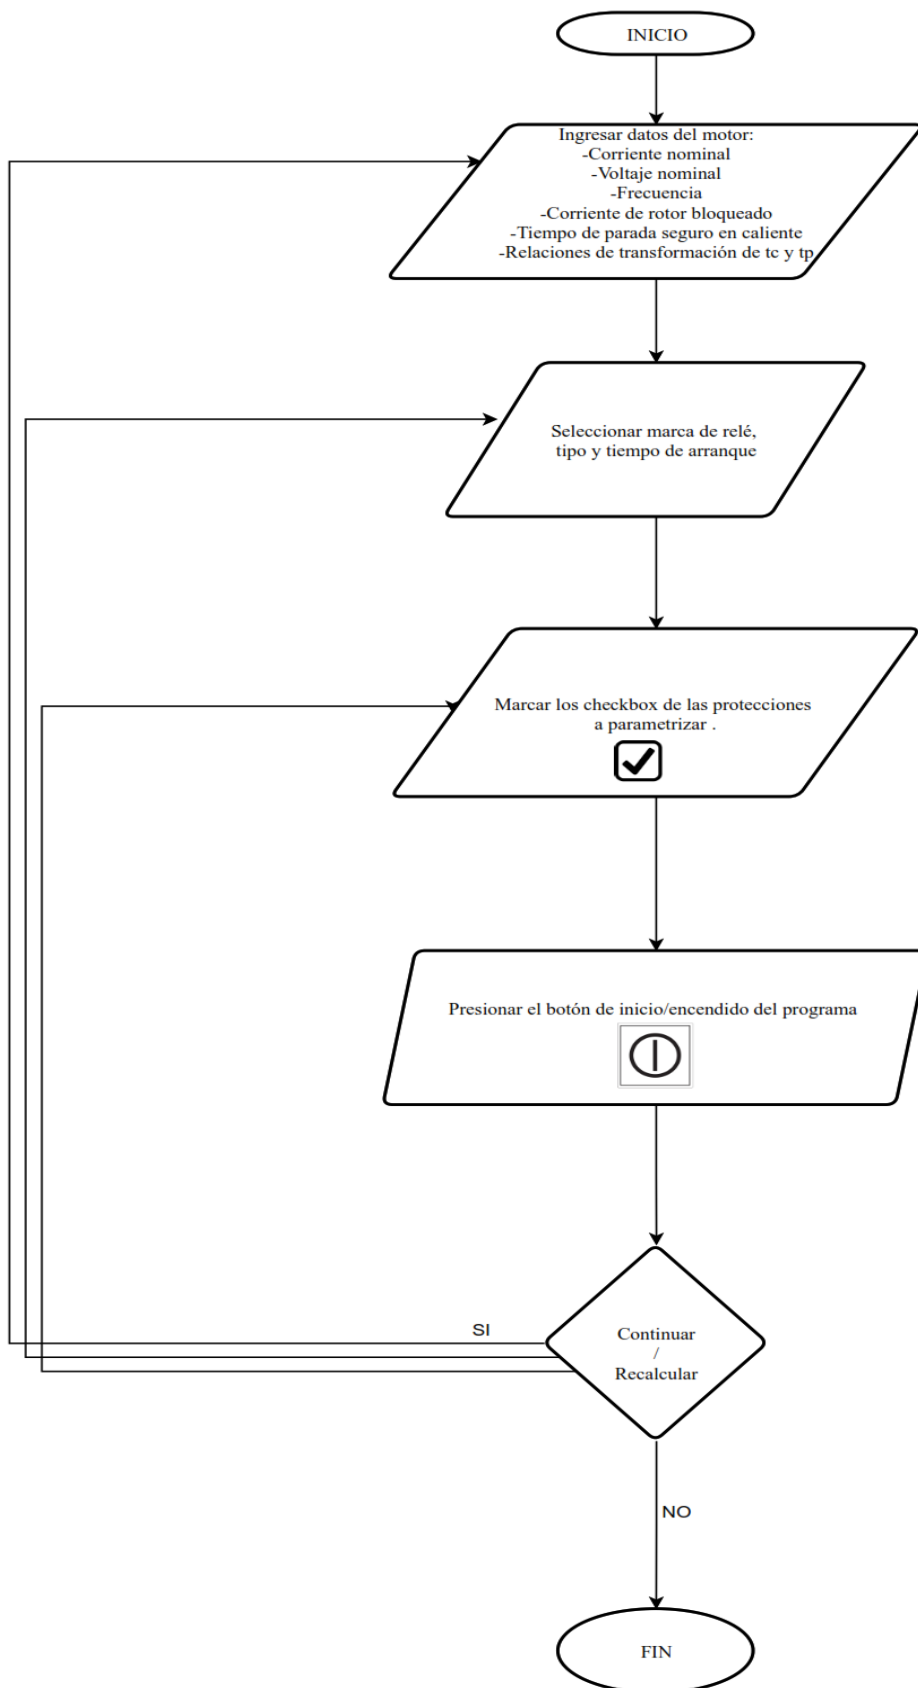 INICIO
Ingresar datos del motor:
-Corriente nominal
-Voltaje nominal
-Frecuencia
-Corriente de rotor bloqueado
-Tiempo de parada seguro en caliente
-Relaciones de transformación de tc y tp
Seleccionar marca de relé,
tipo y tiempo de arranque
Marcar los checkbox de las protecciones
a parametrizar .
Presionar el botón de inicio/encendido del programa
SI
Continuar
/
Recalcular
NO
FIN